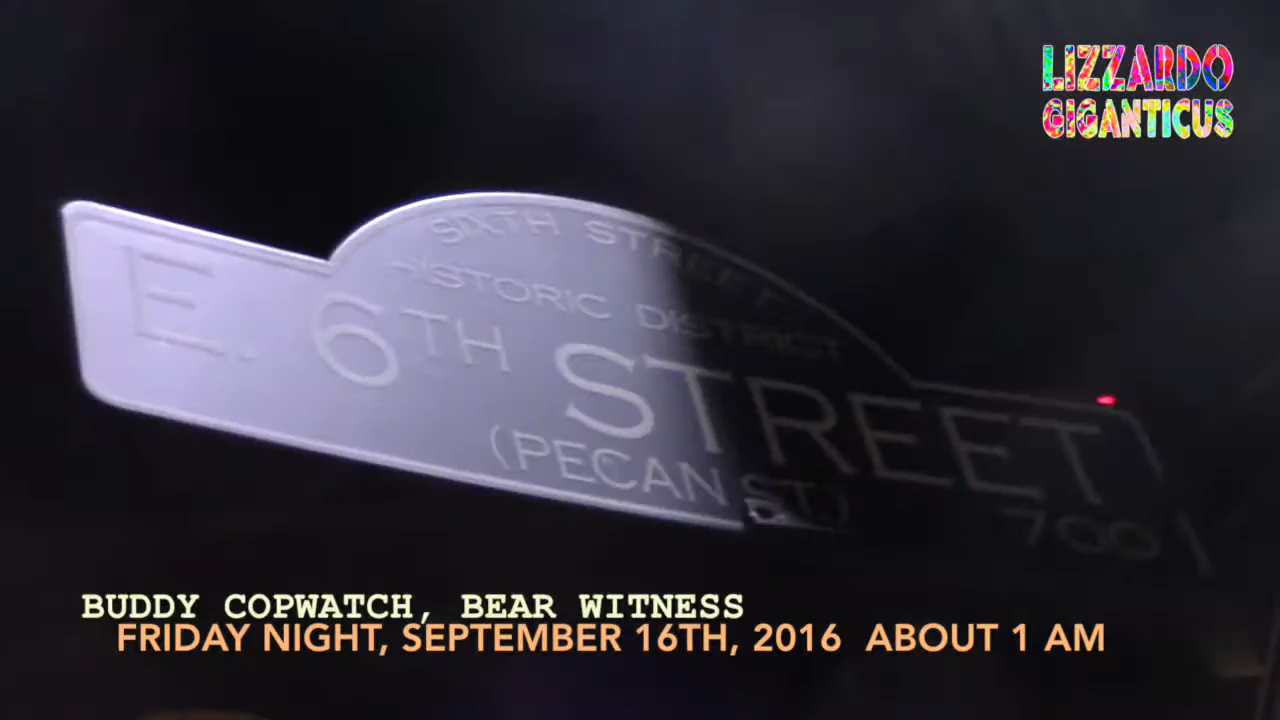 LIZZARDO
GIGANTICUS
SIXTH STREET
HISTORIC DISTRICT
E. 6TH STREET
(PECAN ST.)
700
BUDDY COPWATCH, BEAR WITNESS
FRIDAY NIGHT, SEPTEMBER 16TH, 2016 ABOUT 1 AM